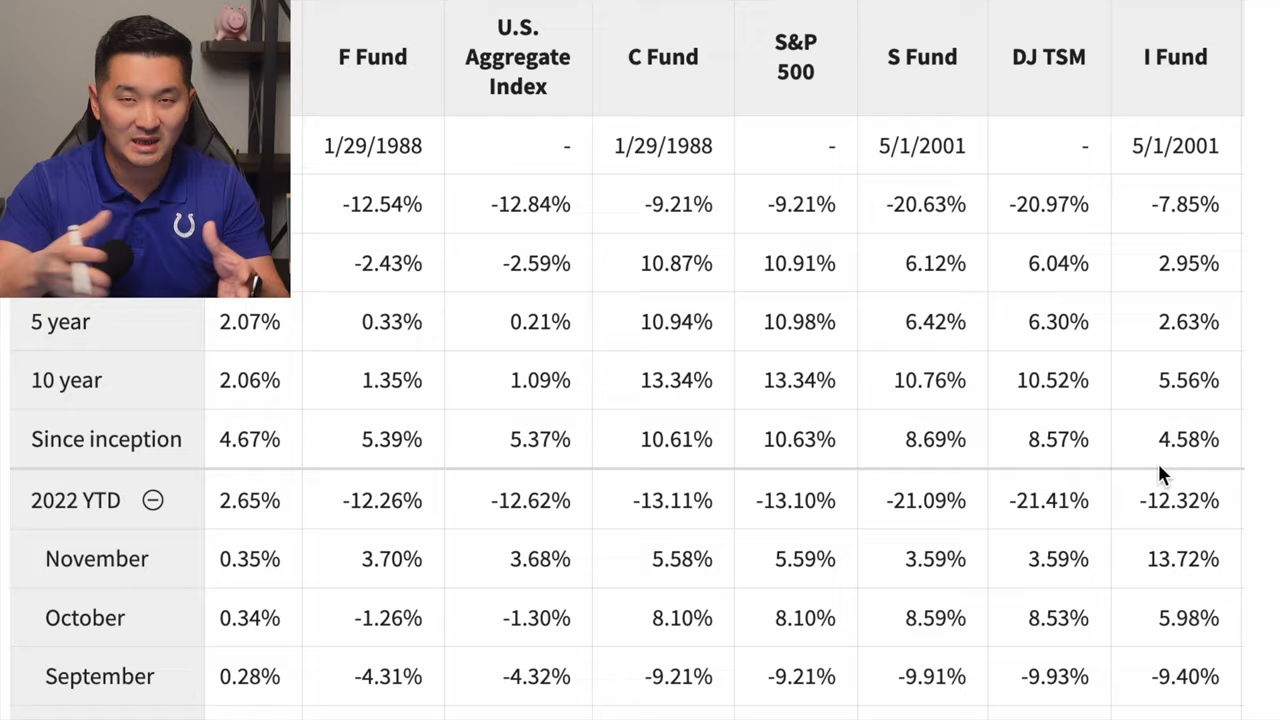 F Fund U.S. Aggregate Index C Fund S&P 500 S Fund DJ TSM I Fund
1/29/1988 - 1/29/1988 - 5/1/2001 - 5/1/2001
-12.54% -12.84% -9.21% -9.21% -20.63% -20.97% -7.85%
-2.43% -2.59% 10.87% 10.91% 6.12% 6.04% 2.95%
5 year 2.07% 0.33% 0.21% 10.94% 10.98% 6.42% 6.30% 2.63%
10 year 2.06% 1.35% 1.09% 13.34% 13.34% 10.76% 10.52% 5.56%
Since inception 4.67% 5.39% 5.37% 10.61% 10.63% 8.69% 8.57% 4.58%
2022 YTD 2.65% -12.26% -12.62% -13.11% -13.10% -21.09% -21.41% -12.32%
November 0.35% 3.70% 3.68% 5.58% 5.59% 3.59% 3.59% 13.72%
October 0.34% -1.26% -1.30% 8.10% 8.10% 8.59% 8.53% 5.98%
September 0.28% -4.31% -4.32% -9.21% -9.21% -9.91% -9.93% -9.40%